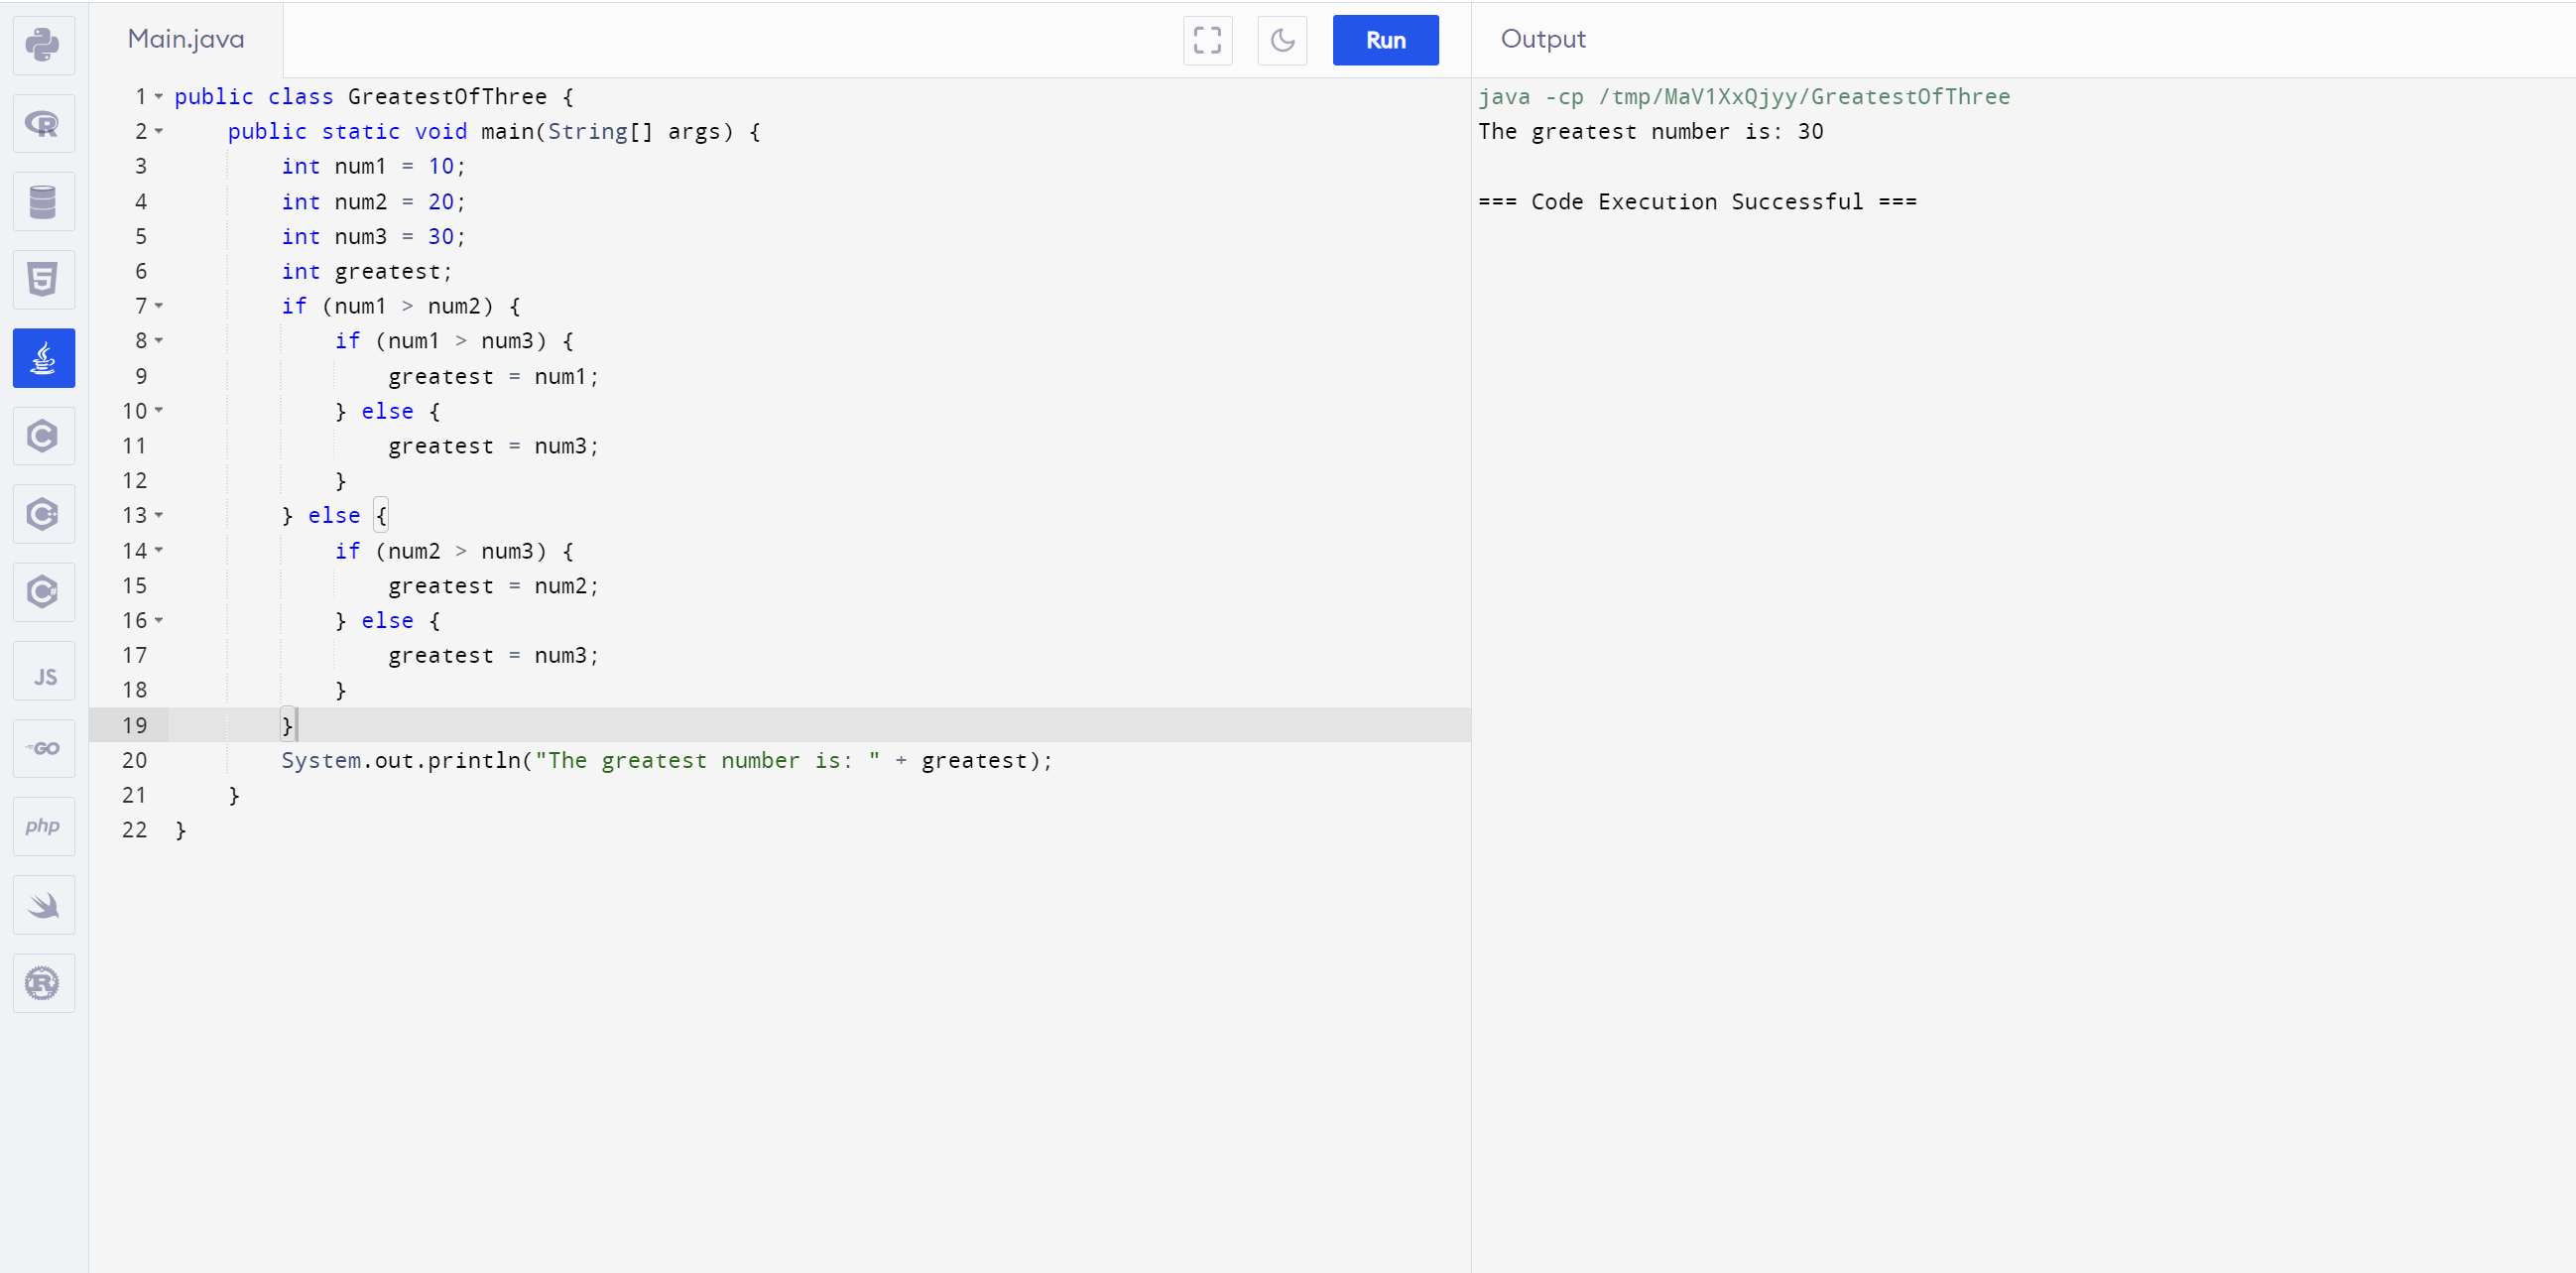 Main.java
Run
Output
1 public class GreatestOfThree {
2     public static void main(String[] args) {
3         int num1 = 10;
4         int num2 = 20;
5         int num3 = 30;
6         int greatest;
7         if (num1 > num2) {
8             if (num1 > num3) {
9                 greatest = num1;
10             } else {
11                 greatest = num3;
12             }
13         } else {
14             if (num2 > num3) {
15                 greatest = num2;
16             } else {
17                 greatest = num3;
18             }
19         }
20         System.out.println("The greatest number is: " + greatest);
21     }
22 }
java -cp /tmp/MaV1XxQjyy/GreatestOfThree
The greatest number is: 30
=== Code Execution Successful ===
R
5
C
C++
C#
JS
GO
php
R